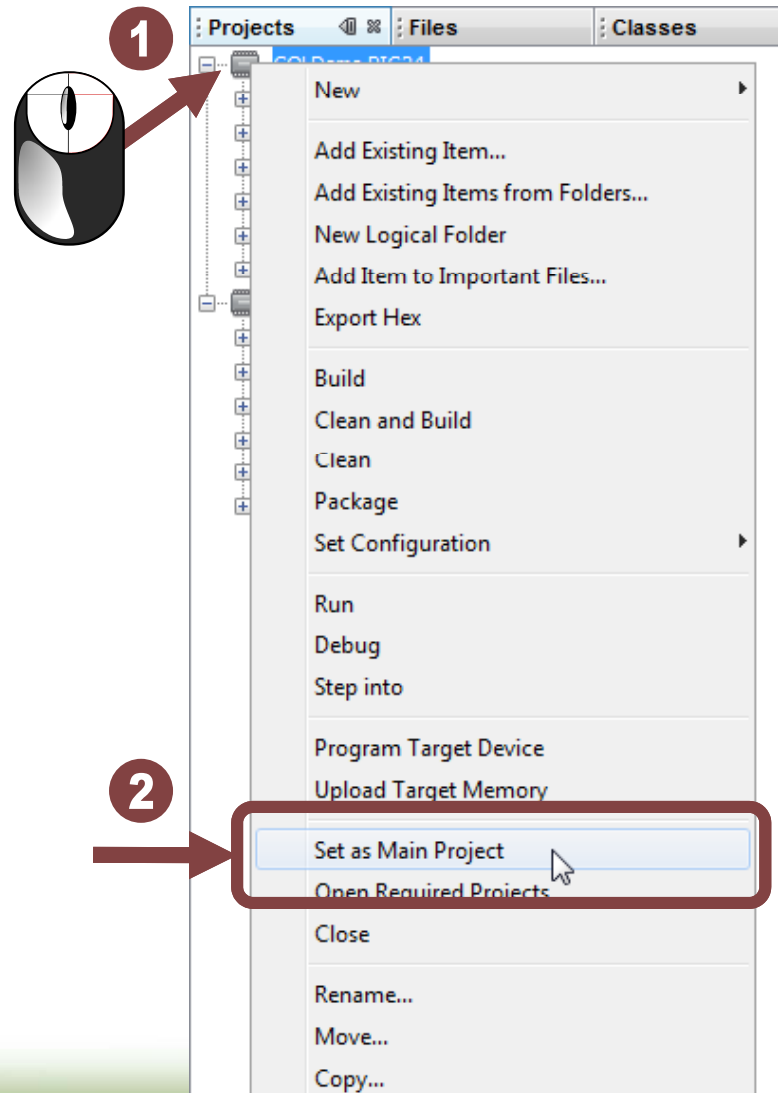 1
Projects Files Classes
New
Add Existing Item...
Add Existing Items from Folders...
New Logical Folder
Add Item to Important Files...
Export Hex
Build
Clean and Build
Clean
Package
Set Configuration
Run
Debug
Step into
Program Target Device
2
Upload Target Memory
Set as Main Project
Open Required Projects
Close
Rename...
Move...
Copy...